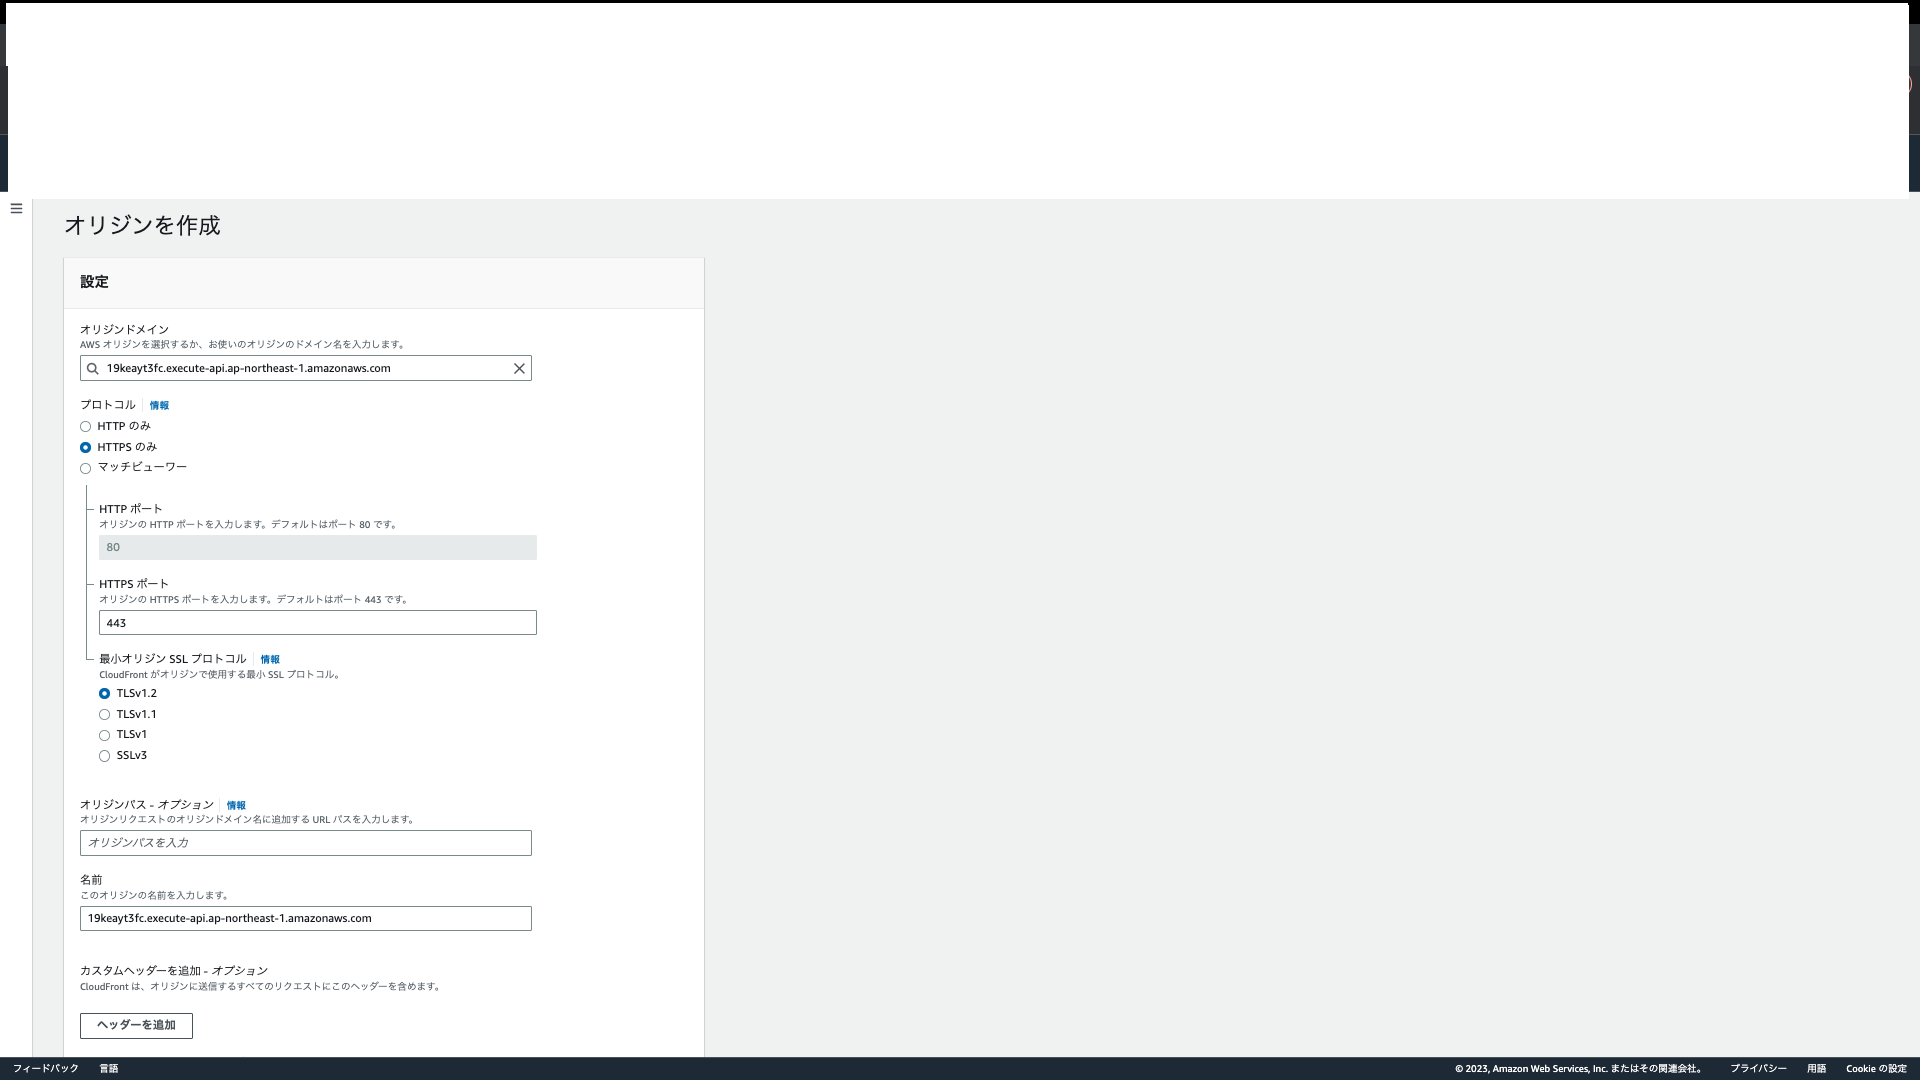 オリジンを作成
設定
オリジンドメイン
AWS オリジンを選択するか、お使いのオリジンのドメイン名を入力します。
19keayt3fc.execute-api.ap-northeast-1.amazonaws.com
プロトコル 情報
HTTP のみ
HTTPS のみ
マッチビューワー
HTTP ポート
オリジンの HTTP ポートを入力します。デフォルトはポート 80 です。
80
HTTPS ポート
オリジンの HTTPS ポートを入力します。デフォルトはポート 443 です。
443
最小オリジン SSL プロトコル 情報
CloudFront がオリジンで使用する最小 SSL プロトコル。
TLSv1.2
TLSv1.1
TLSv1
SSLv3
オリジンパス - オプション 情報
オリジンリクエストのオリジンドメイン名に追加する URL パスを入力します。
オリジンパスを入力
名前
このオリジンの名前を入力します。
19keayt3fc.execute-api.ap-northeast-1.amazonaws.com
カスタムヘッダーを追加 - オプション
CloudFront は、オリジンに送信するすべてのリクエストにこのヘッダーを含めます。
ヘッダーを追加
フィードバック 言語 © 2023, Amazon Web Services, Inc. またはその関連会社。 プライバシー 用語 Cookie の設定